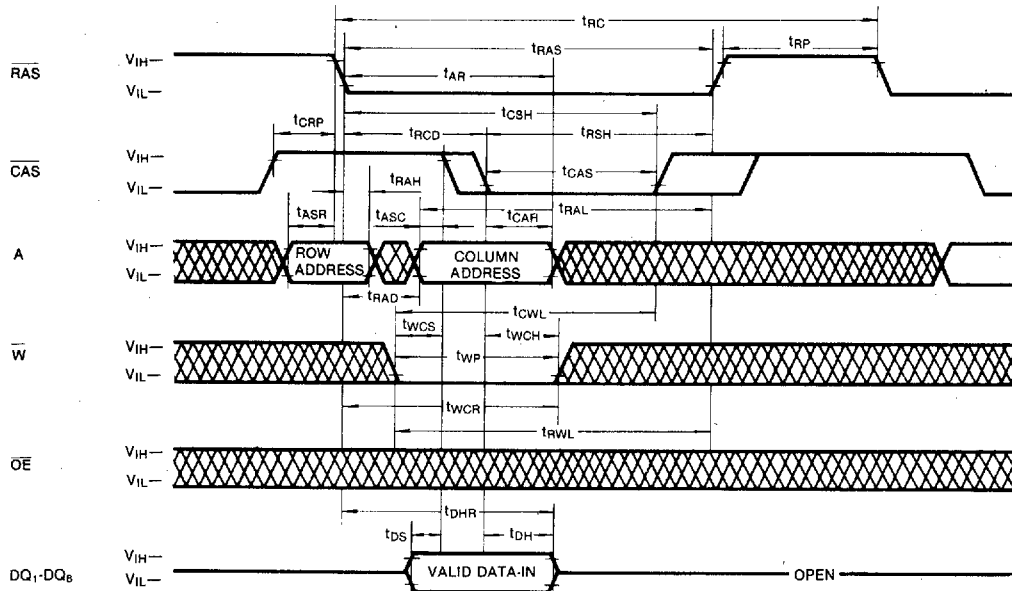 tRC
tRAS
tRP
RAS
VIH
VIL
tAR
tCSH
tCRP
tRCD
tRSH
CAS
VIH
VIL
tCAS
tRAH
tASR
tASC
tCAH
tRAL
A
VIH
VIL
ROW ADDRESS
COLUMN ADDRESS
tRAD
tCWL
tWCS
tWCH
W
VIH
VIL
tWP
tWCR
tRWL
OE
VIH
VIL
tDHR
tDS
tDH
DQ1-DQ8
VIH
VIL
VALID DATA-IN
OPEN